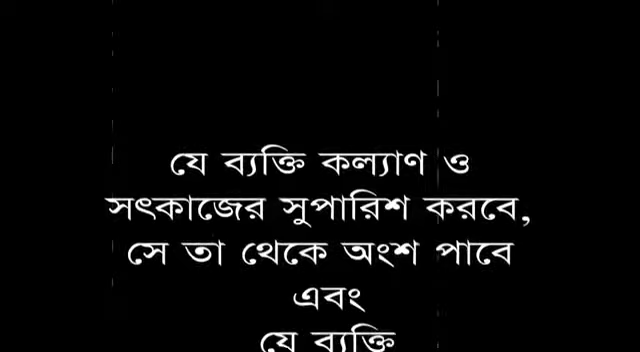 যে ব্যক্তি কল্যাণ ও
সৎকাজের সুপারিশ করবে,
সে তা থেকে অংশ পাবে
এবং
যে ব্যক্তি